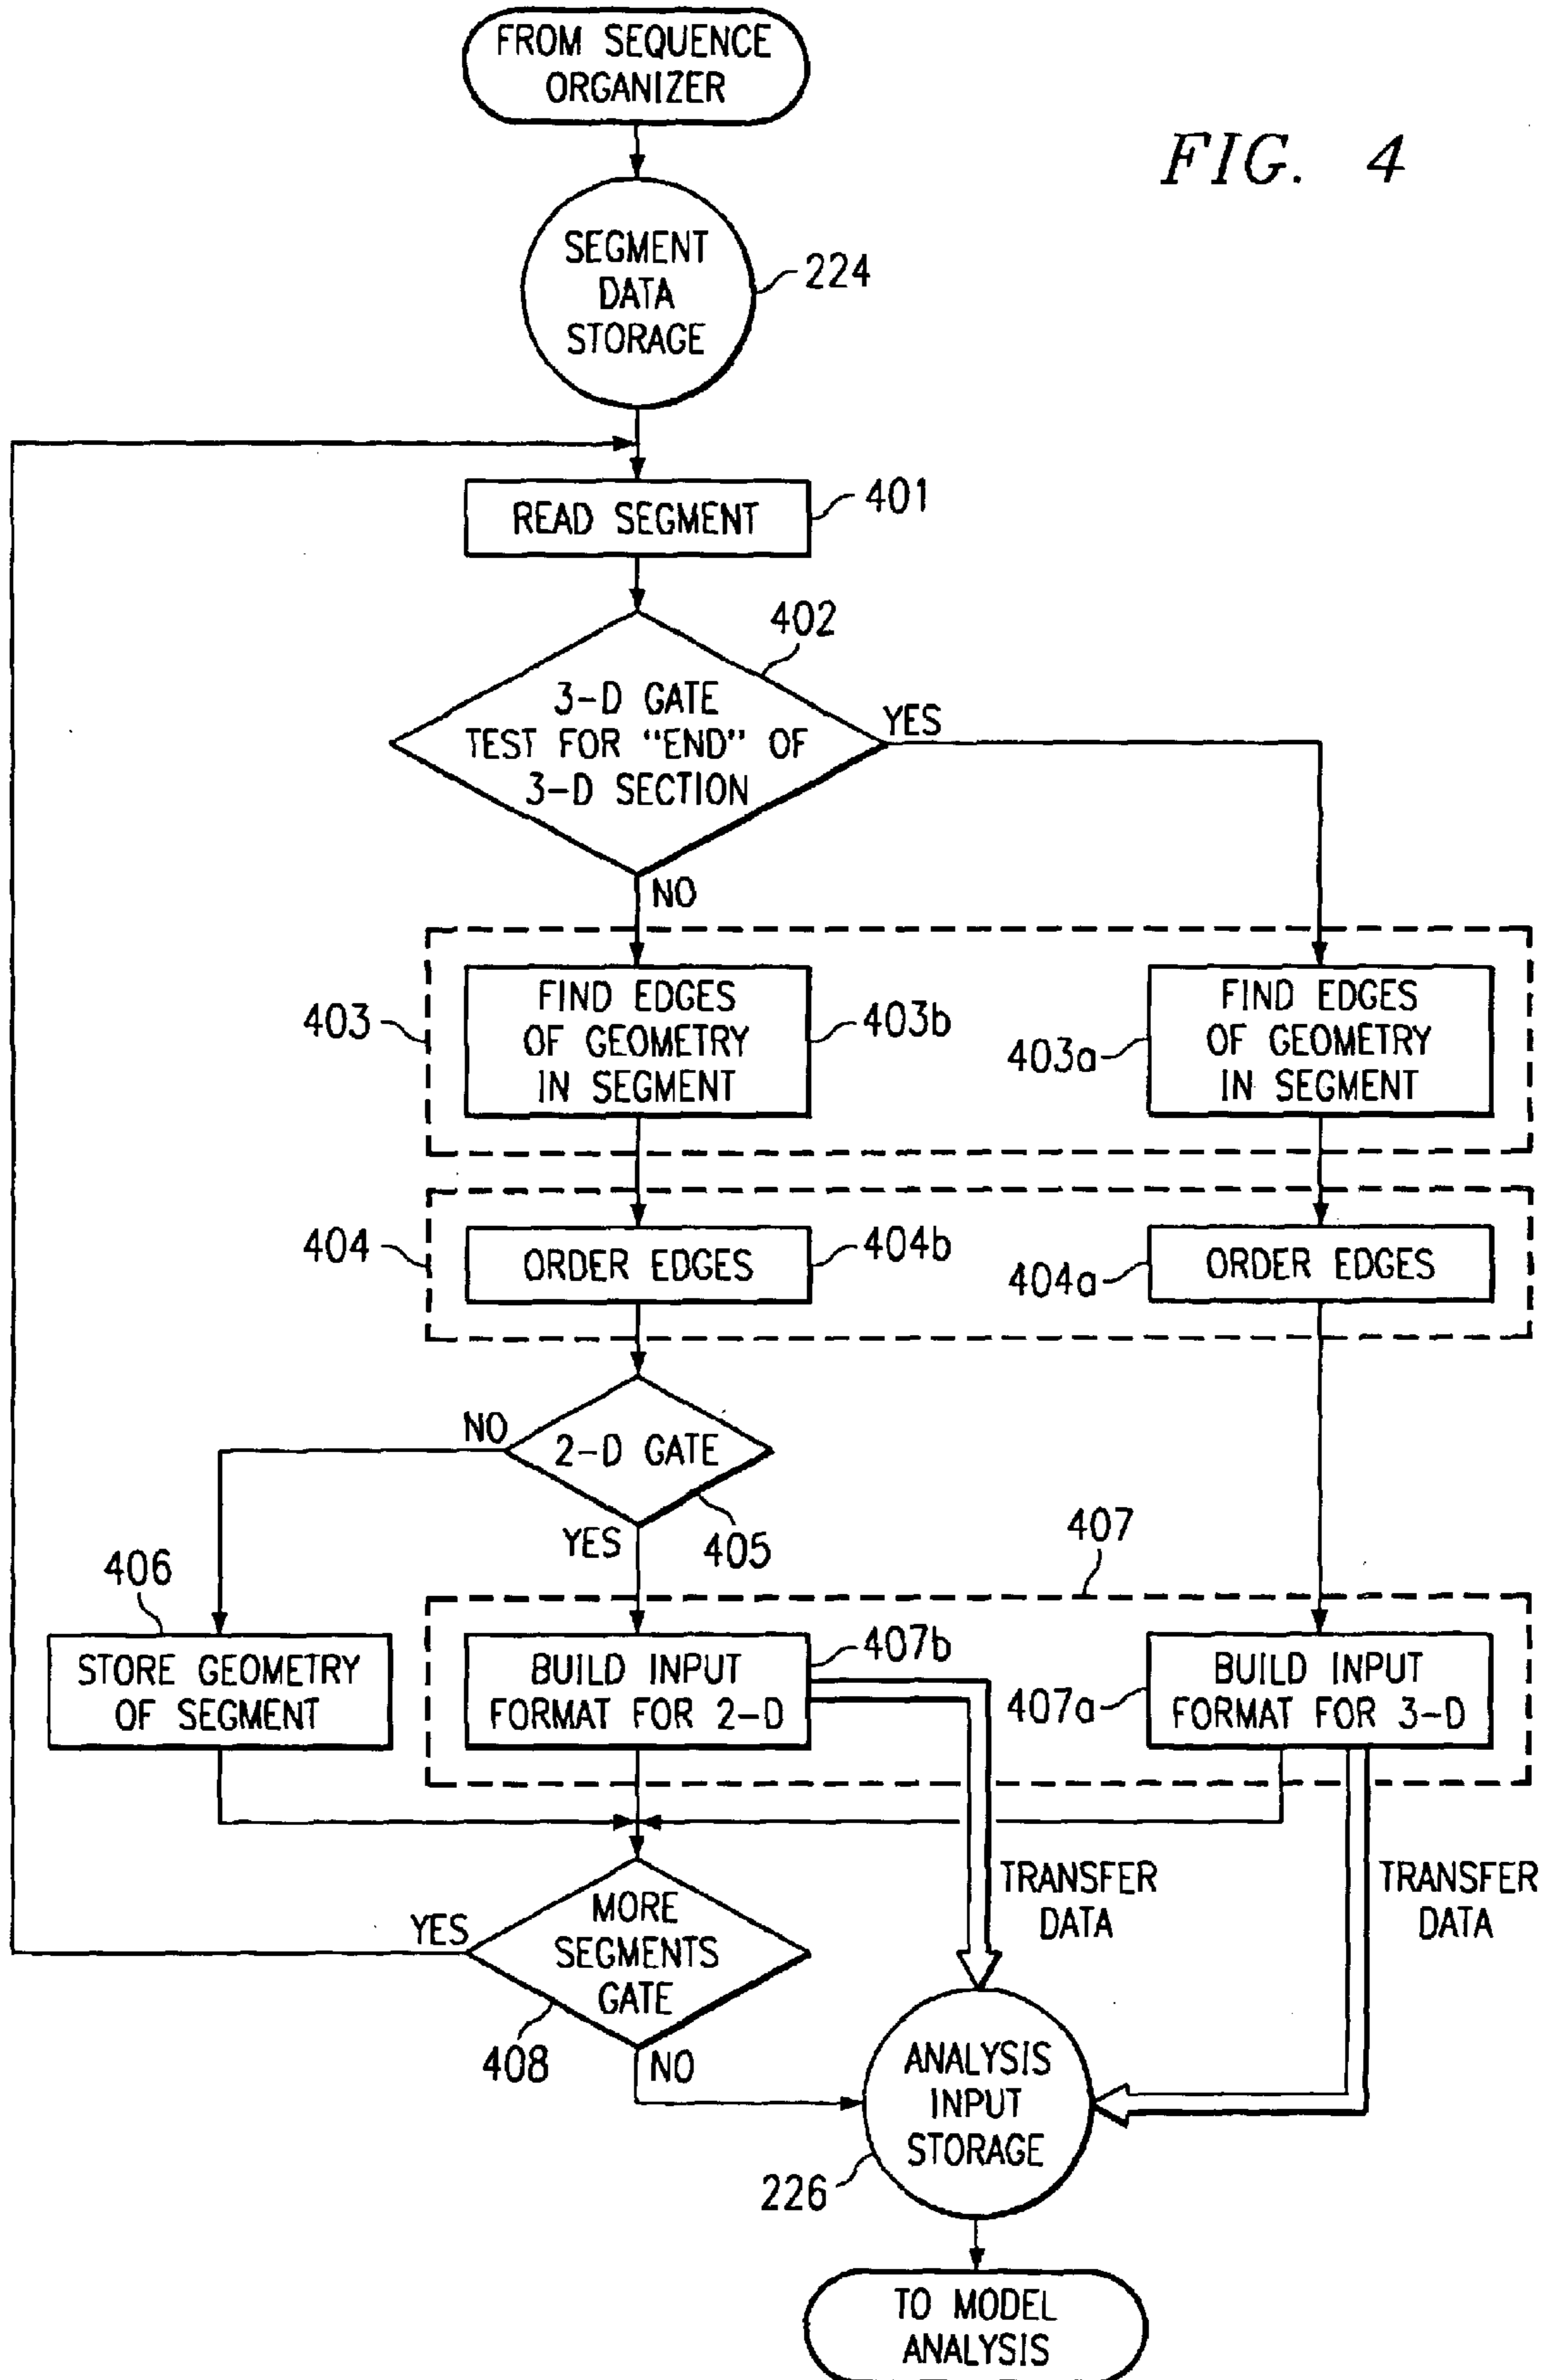 FROM SEQUENCE
ORGANIZER
FIG. 4
SEGMENT
DATA
STORAGE
224
READ SEGMENT
401
402
3-D GATE
TEST FOR “END” OF
3-D SECTION
YES
NO
403
FIND EDGES
OF GEOMETRY
IN SEGMENT
403b
403a
FIND EDGES
OF GEOMETRY
IN SEGMENT
404
ORDER EDGES
404b
404a
ORDER EDGES
NO
2-D GATE
YES
405
407
406
STORE GEOMETRY
OF SEGMENT
BUILD INPUT
FORMAT FOR 2-D
407b
407a
BUILD INPUT
FORMAT FOR 3-D
TRANSFER
DATA
TRANSFER
DATA
YES
MORE
SEGMENTS
GATE
408
NO
ANALYSIS
INPUT
STORAGE
226
TO MODEL
ANALYSIS